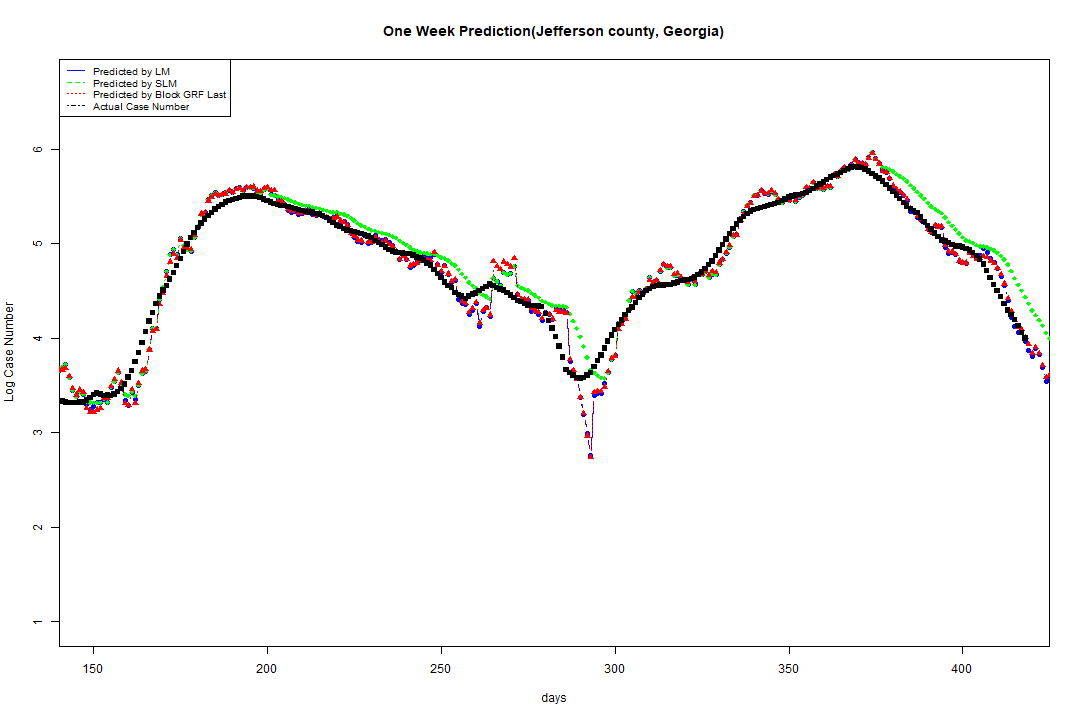 One Week Prediction(Jefferson county, Georgia)
Predicted by LM
Predicted by SLM
Predicted by Block GRF Last
Actual Case Number
6
5
4
3
2
1
Log Case Number
150 200 250 300 350 400
days